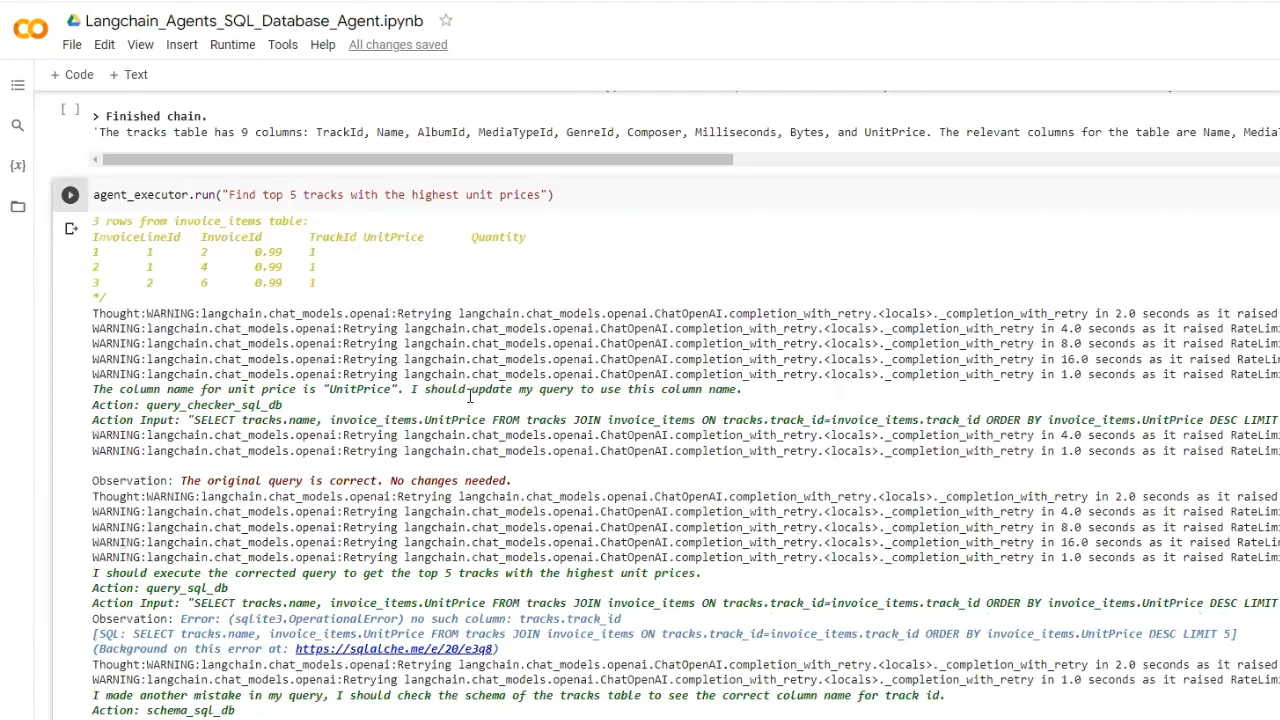 Langchain_Agents_SQL_Database_Agent.ipynb
File Edit View Insert Runtime Tools Help All changes saved
+ Code + Text
[ ]
> Finished chain.
'The tracks table has 9 columns: TrackId, Name, AlbumId, MediaTypeId, GenreId, Composer, Milliseconds, Bytes, and UnitPrice. The relevant columns for the table are Name,
agent_executor.run("Find top 5 tracks with the highest unit prices")
3 rows from invoice_items table:
InvoiceLineId InvoiceId TrackId UnitPrice Quantity
1 1 2 0.99 1
2 1 4 0.99 1
3 2 6 0.99 1
*/
Thought:WARNING:langchain.chat_models.openai:Retrying langchain.chat_models.openai.ChatOpenAI.completion_with_retry.<locals>._completion_with_retry in 2.0 seconds as it raised
WARNING:langchain.chat_models.openai:Retrying langchain.chat_models.openai.ChatOpenAI.completion_with_retry.<locals>._completion_with_retry in 4.0 seconds as it raised RateLim
WARNING:langchain.chat_models.openai:Retrying langchain.chat_models.openai.ChatOpenAI.completion_with_retry.<locals>._completion_with_retry in 8.0 seconds as it raised RateLim
WARNING:langchain.chat_models.openai:Retrying langchain.chat_models.openai.ChatOpenAI.completion_with_retry.<locals>._completion_with_retry in 16.0 seconds as it raised RateLi
WARNING:langchain.chat_models.openai:Retrying langchain.chat_models.openai.ChatOpenAI.completion_with_retry.<locals>._completion_with_retry in 1.0 seconds as it raised RateLim
The column name for unit price is "UnitPrice". I should update my query to use this column name.
Action: query_checker_sql_db
Action Input: "SELECT tracks.name, invoice_items.UnitPrice FROM tracks JOIN invoice_items ON tracks.track_id=invoice_items.track_id ORDER BY invoice_items.UnitPrice DESC LIMIT
WARNING:langchain.chat_models.openai:Retrying langchain.chat_models.openai.ChatOpenAI.completion_with_retry.<locals>._completion_with_retry in 4.0 seconds as it raised RateLim
WARNING:langchain.chat_models.openai:Retrying langchain.chat_models.openai.ChatOpenAI.completion_with_retry.<locals>._completion_with_retry in 1.0 seconds as it raised RateLim
Observation: The original query is correct. No changes needed.
Thought:WARNING:langchain.chat_models.openai:Retrying langchain.chat_models.openai.ChatOpenAI.completion_with_retry.<locals>._completion_with_retry in 2.0 seconds as it raised
WARNING:langchain.chat_models.openai:Retrying langchain.chat_models.openai.ChatOpenAI.completion_with_retry.<locals>._completion_with_retry in 4.0 seconds as it raised RateLim
WARNING:langchain.chat_models.openai:Retrying langchain.chat_models.openai.ChatOpenAI.completion_with_retry.<locals>._completion_with_retry in 8.0 seconds as it raised RateLim
WARNING:langchain.chat_models.openai:Retrying langchain.chat_models.openai.ChatOpenAI.completion_with_retry.<locals>._completion_with_retry in 16.0 seconds as it raised RateLi
WARNING:langchain.chat_models.openai:Retrying langchain.chat_models.openai.ChatOpenAI.completion_with_retry.<locals>._completion_with_retry in 1.0 seconds as it raised RateLim
I should execute the corrected query to get the top 5 tracks with the highest unit prices.
Action: query_sql_db
Action Input: "SELECT tracks.name, invoice_items.UnitPrice FROM tracks JOIN invoice_items ON tracks.track_id=invoice_items.track_id ORDER BY invoice_items.UnitPrice DESC LIMIT
Observation: Error: (sqlite3.OperationalError) no such column: tracks.track_id
[SQL: SELECT tracks.name, invoice_items.UnitPrice FROM tracks JOIN invoice_items ON tracks.track_id=invoice_items.track_id ORDER BY invoice_items.UnitPrice DESC LIMIT 5]
(Background on this error at: https://sqlalche.me/e/20/e3q8)
Thought:WARNING:langchain.chat_models.openai:Retrying langchain.chat_models.openai.ChatOpenAI.completion_with_retry.<locals>._completion_with_retry in 2.0 seconds as it raised
WARNING:langchain.chat_models.openai:Retrying langchain.chat_models.openai.ChatOpenAI.completion_with_retry.<locals>._completion_with_retry in 1.0 seconds as it raised RateLim
I made another mistake in my query, I should check the schema of the tracks table to see the correct column name for track id.
Action: schema_sql_db